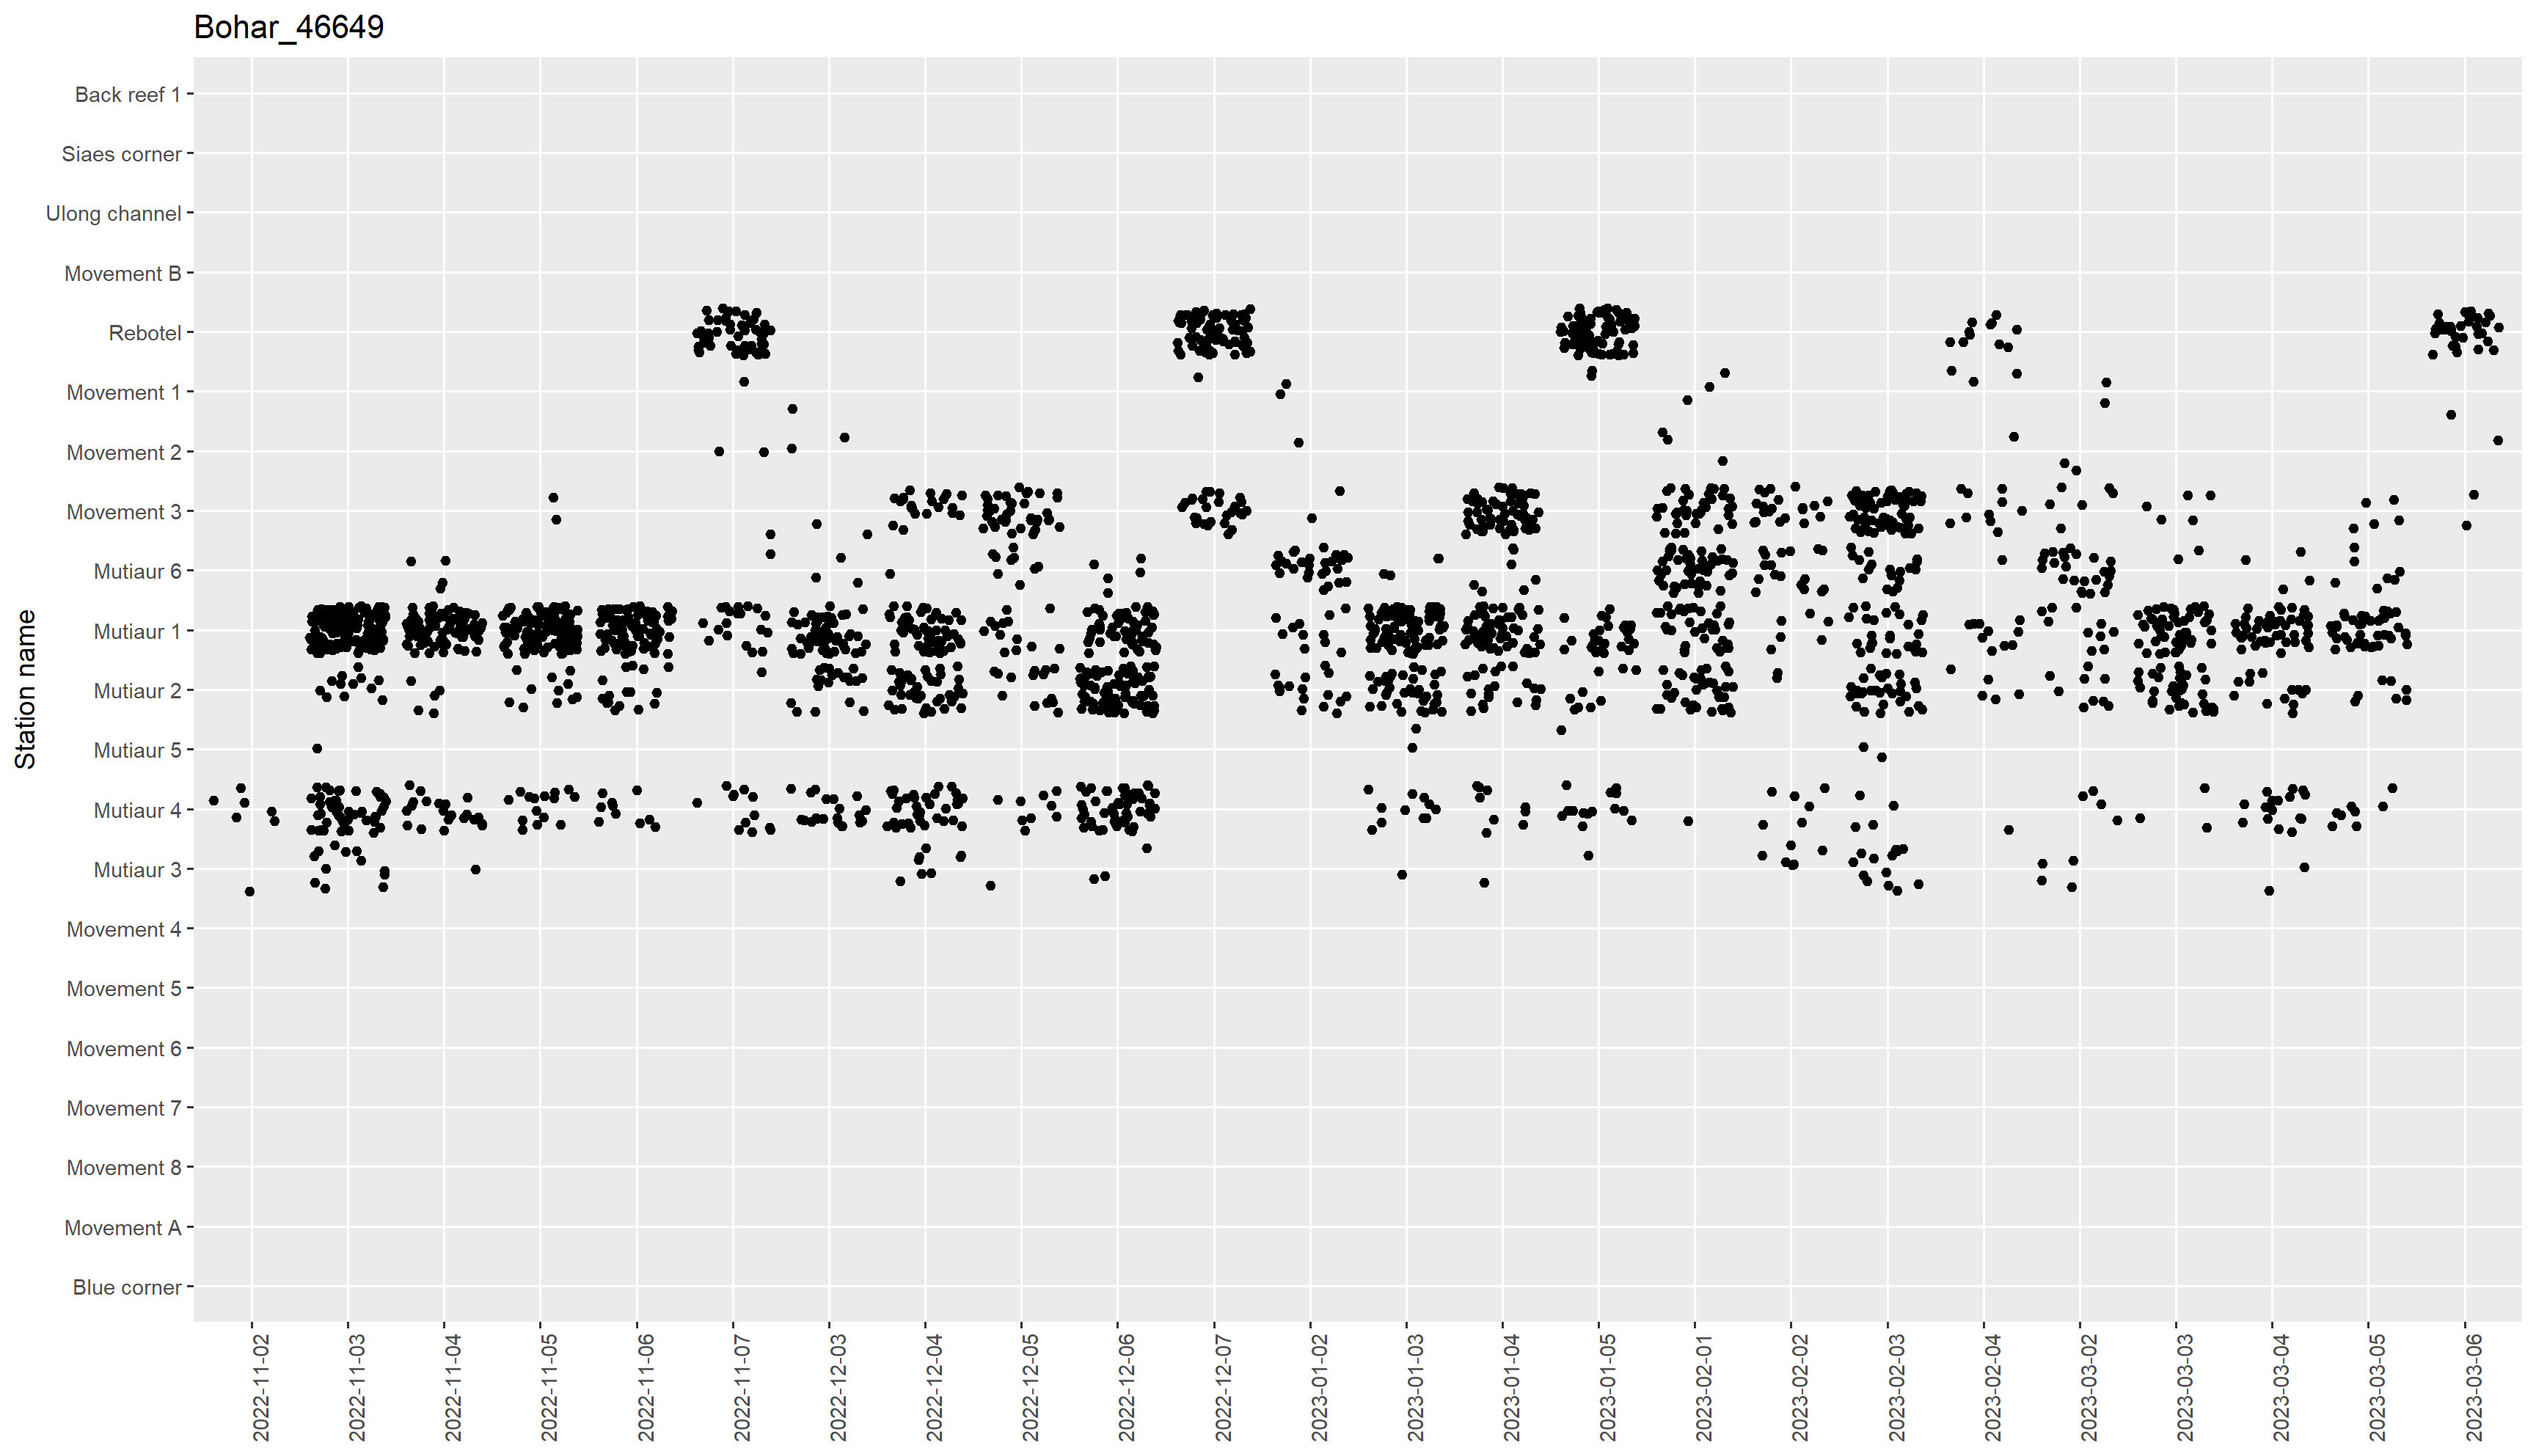 Bohar_46649
Back reef 1
Siaes corner
Ulong channel
Movement B
Rebotel
Movement 1
Movement 2
Movement 3
Mutiaur 6
Mutiaur 1
Mutiaur 2
Mutiaur 5
Mutiaur 4
Mutiaur 3
Movement 4
Movement 5
Movement 6
Movement 7
Movement 8
Movement A
Blue corner
Station name
2022-11-02
2022-11-03
2022-11-04
2022-11-05
2022-11-06
2022-11-07
2022-12-03
2022-12-04
2022-12-05
2022-12-06
2022-12-07
2023-01-02
2023-01-03
2023-01-04
2023-01-05
2023-02-01
2023-02-02
2023-02-03
2023-02-04
2023-03-02
2023-03-03
2023-03-04
2023-03-05
2023-03-06